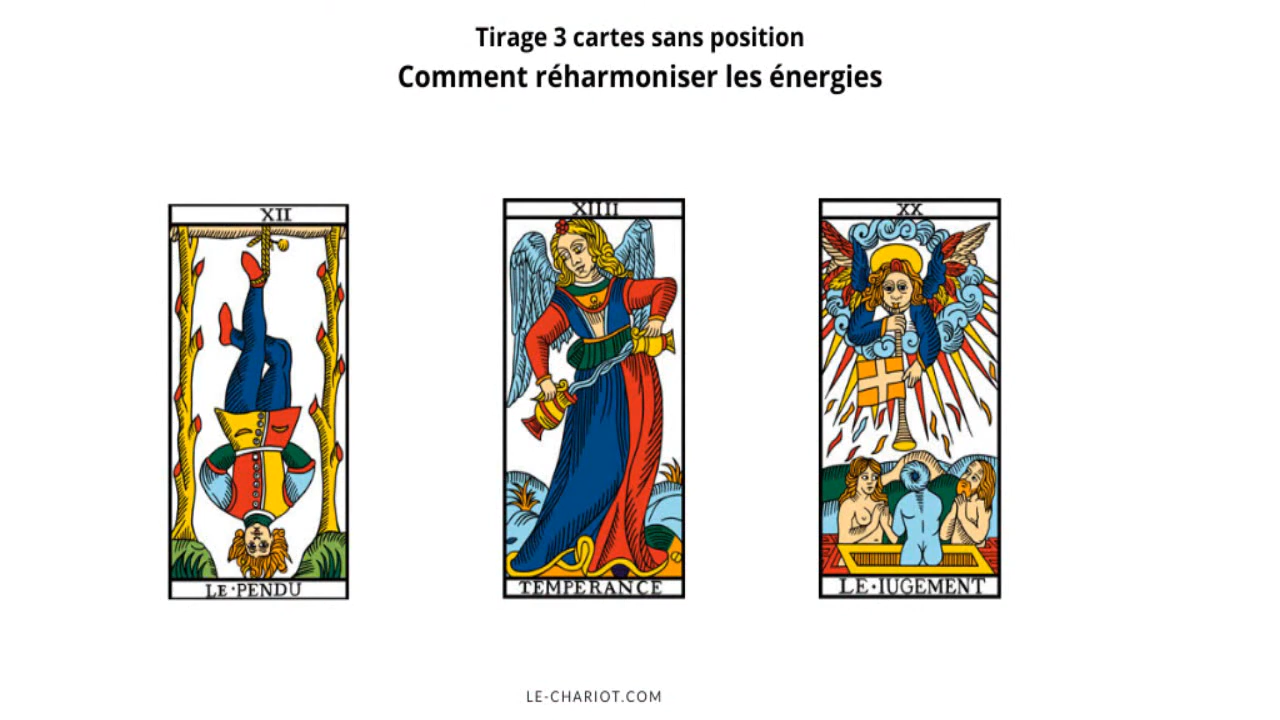 Tirage 3 cartes sans position
Comment réharmoniser les énergies
XII
XIIII
XX
LE·PENDU
TEMPERANCE
LE·IUGEMENT
LE-CHARIOT.COM